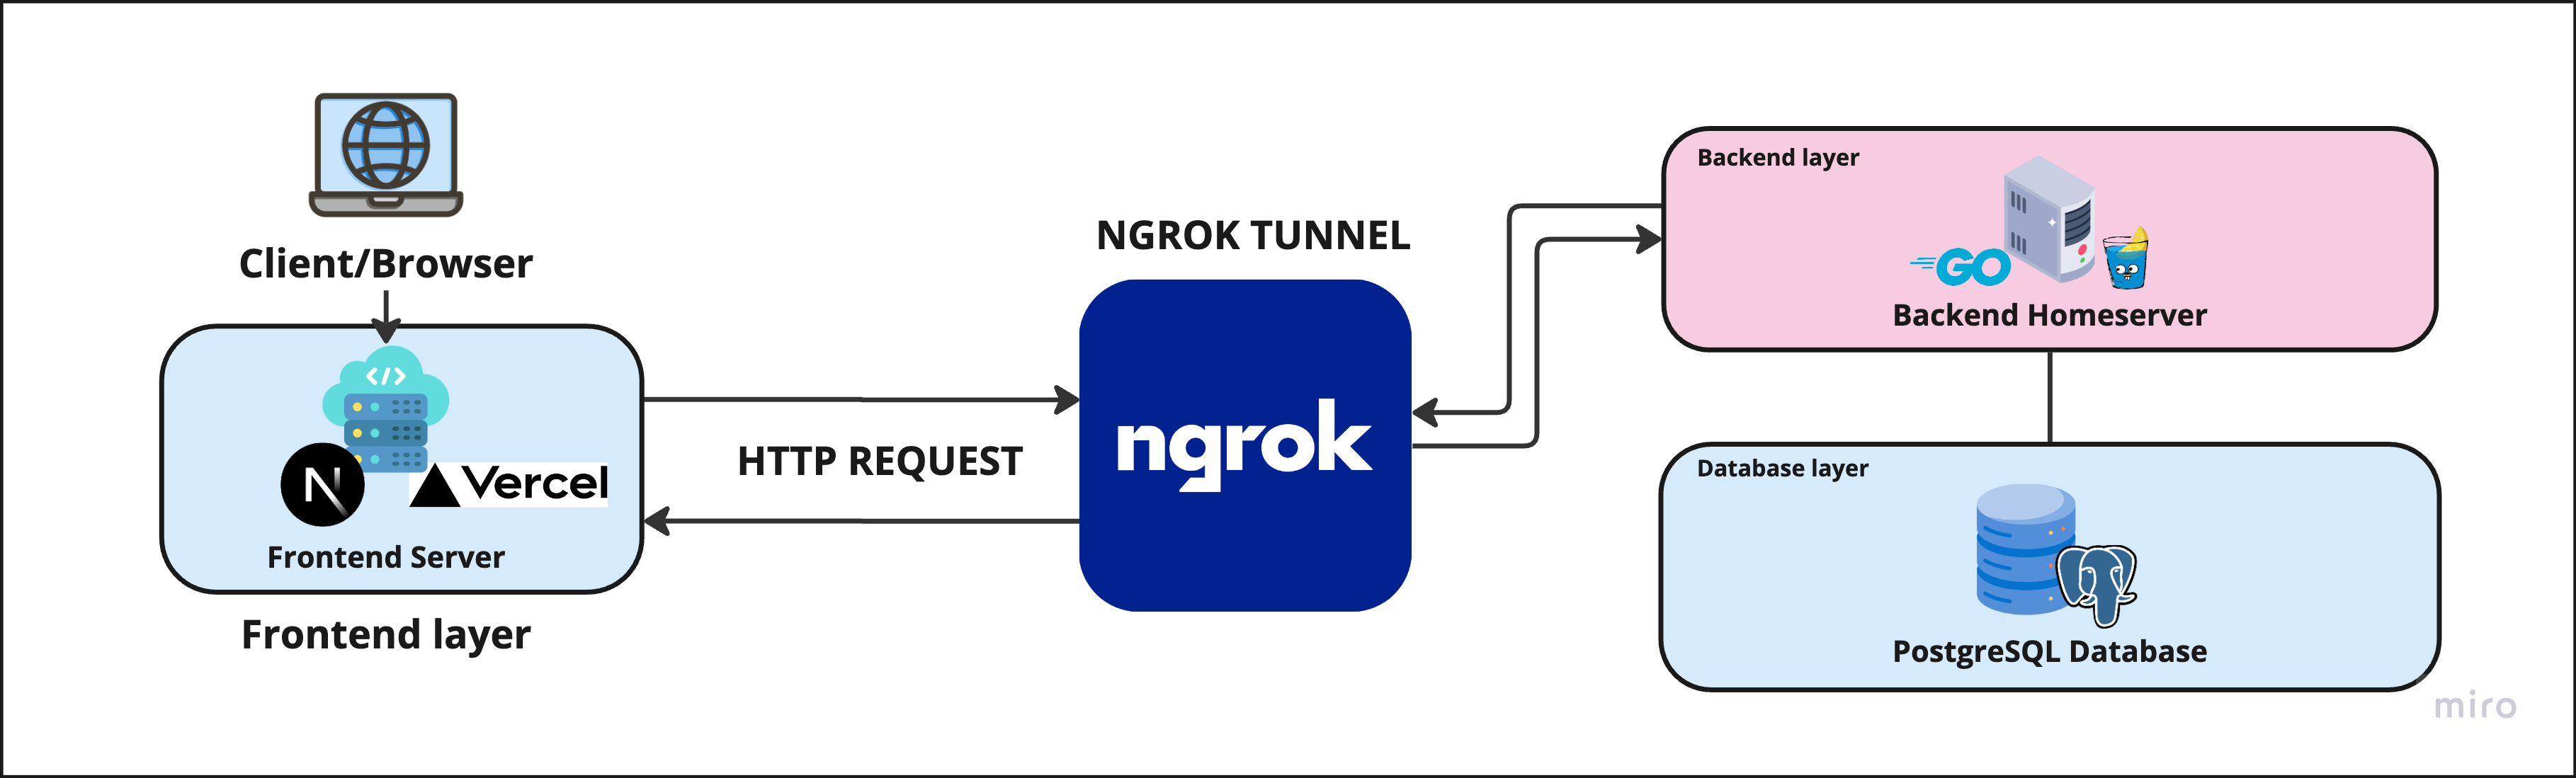 Client/Browser
</>
N
Vercel
Frontend Server
Frontend layer
HTTP REQUEST
NGROK TUNNEL
ngrok
Backend layer
GO
Backend Homeserver
Database layer
PostgreSQL Database
miro